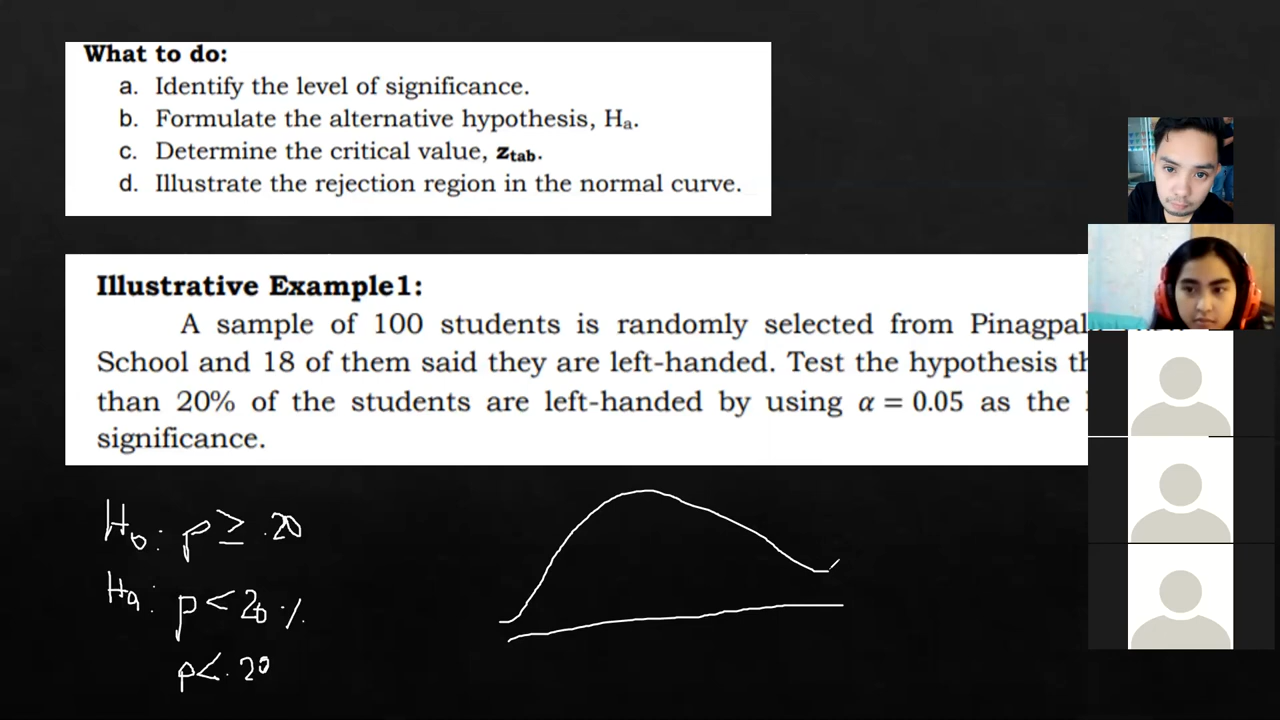 What to do:
a. Identify the level of significance.
b. Formulate the alternative hypothesis, Hₐ.
c. Determine the critical value, zₜₐb.
d. Illustrate the rejection region in the normal curve.
Illustrative Example1:
A sample of 100 students is randomly selected from
School and 18 of them said they are left-handed. Test the hypothesis
than 20% of the students are left-handed by using α = 0.05 as the
significance.
H₀: p ≥ .20
Hₐ: p < 20 %
p < .20